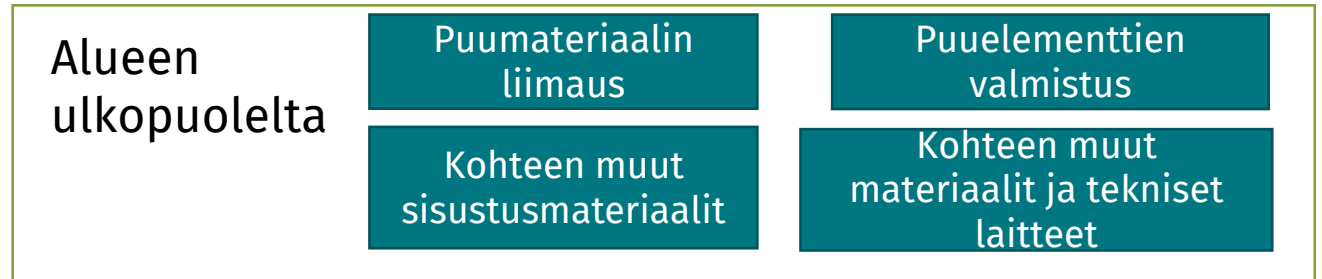 Alueen
ulkopuolelta
Puumateriaalin
liimaus
Puuelementtien
valmistus
Kohteen muut
sisustusmateriaalit
Kohteen muut
materiaalit ja tekniset
laitteet